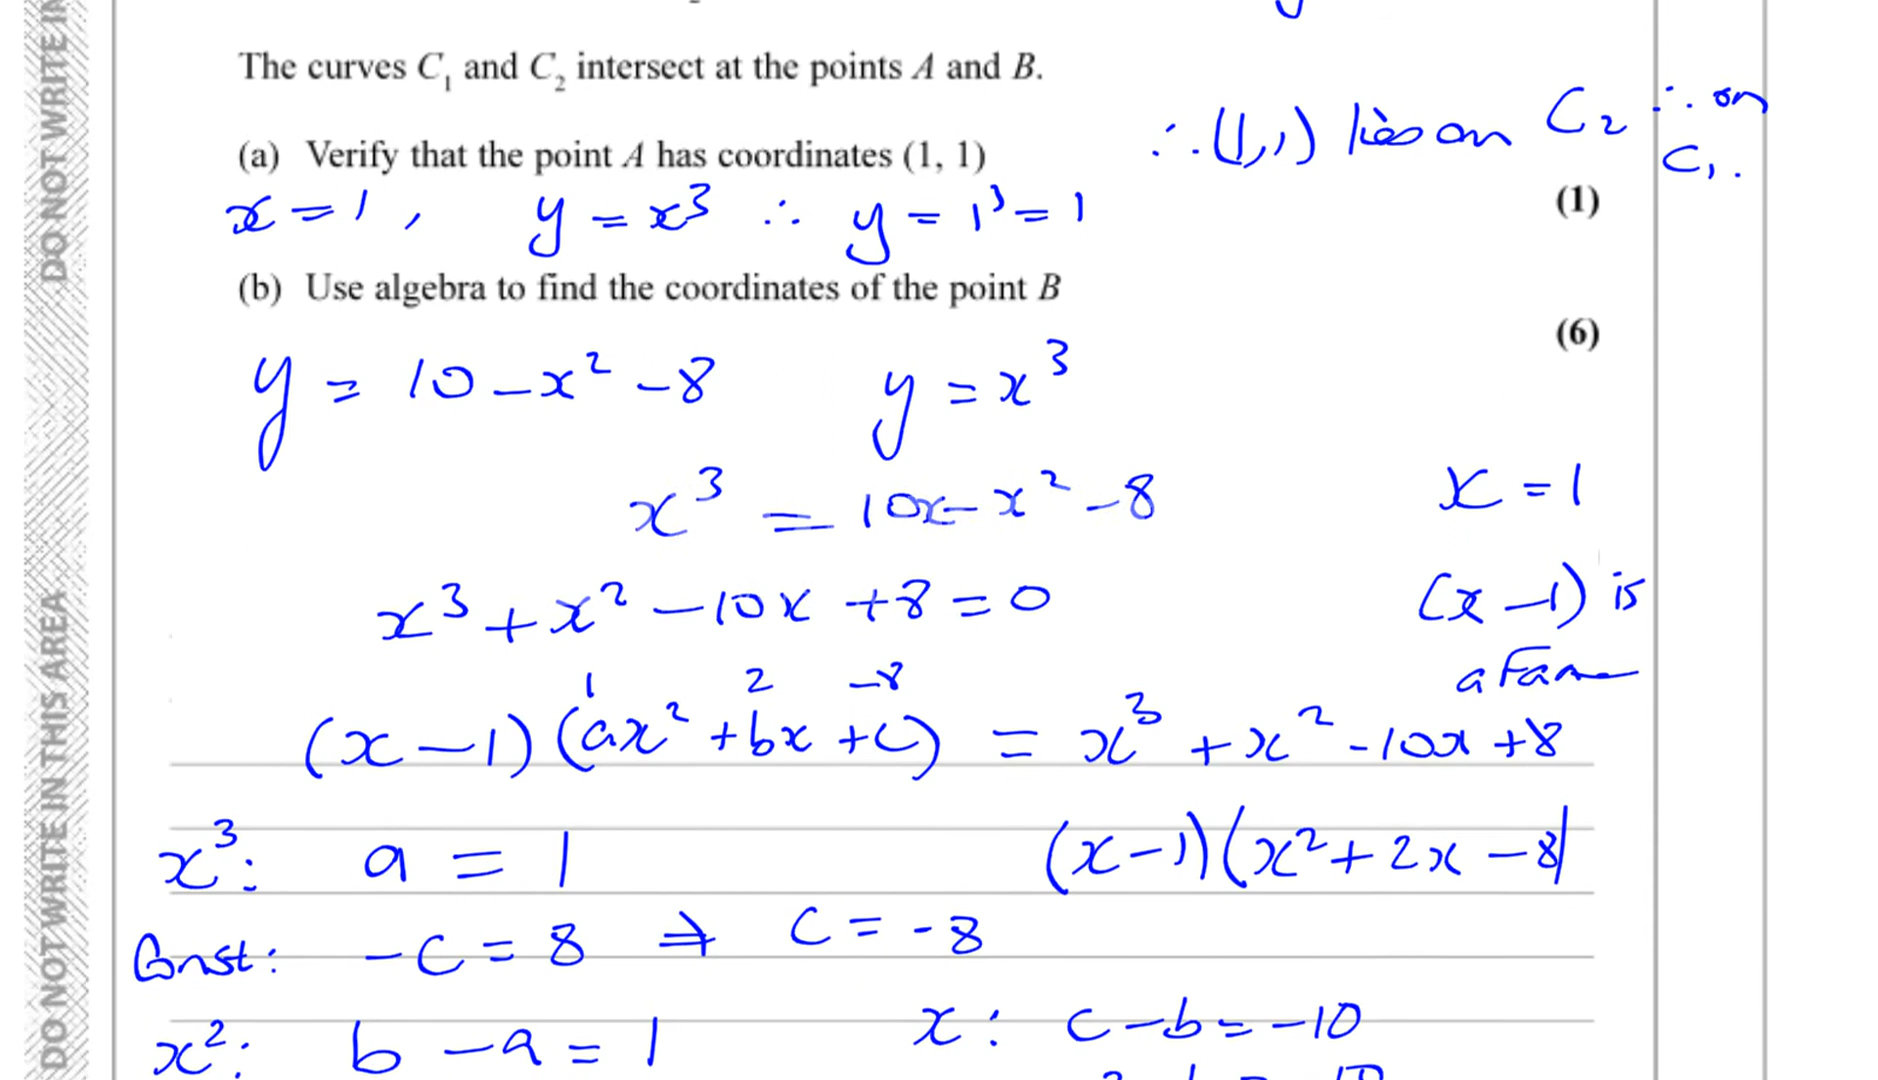 The curves C₁ and C₂ intersect at the points A and B.
(a) Verify that the point A has coordinates (1, 1)
∴ (1,1) lies on C₂ ∴ on C₁.
(1)
x = 1, y = x³ ∴ y = 1³ = 1
(b) Use algebra to find the coordinates of the point B
(6)
y = 10 - x² - 8 y = x³
x³ = 10x - x² - 8 x = 1
x³ + x² - 10x + 8 = 0 (x - 1) is
a
1 2 -8
(x - 1)(ax² + bx + c) = x³ + x² - 10x + 8
x³: a = 1 (x-1)(x² + 2x - 8)
Const: -c = 8 ⇒ c = -8
x²: b - a = 1 x: c - b = -10
DO NOT WRITE IN
DO NOT WRITE IN THIS AREA